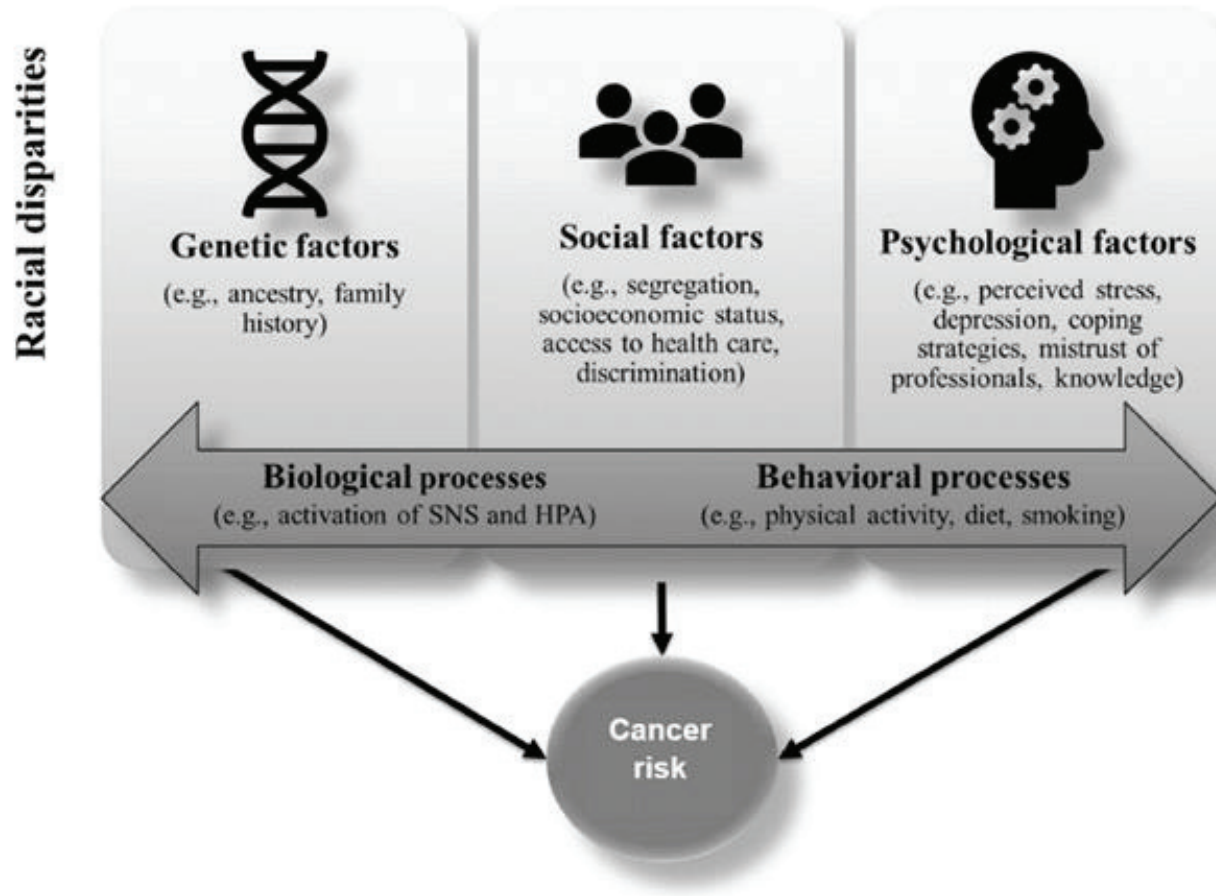 Racial disparities
Genetic factors
(e.g., ancestry, family
history)
Social factors
(e.g., segregation,
socioeconomic status,
access to health care,
discrimination)
Psychological factors
(e.g., perceived stress,
depression, coping
strategies, mistrust of
professionals, knowledge)
Biological processes
(e.g., activation of SNS and HPA)
Behavioral processes
(e.g., physical activity, diet, smoking)
Cancer
risk